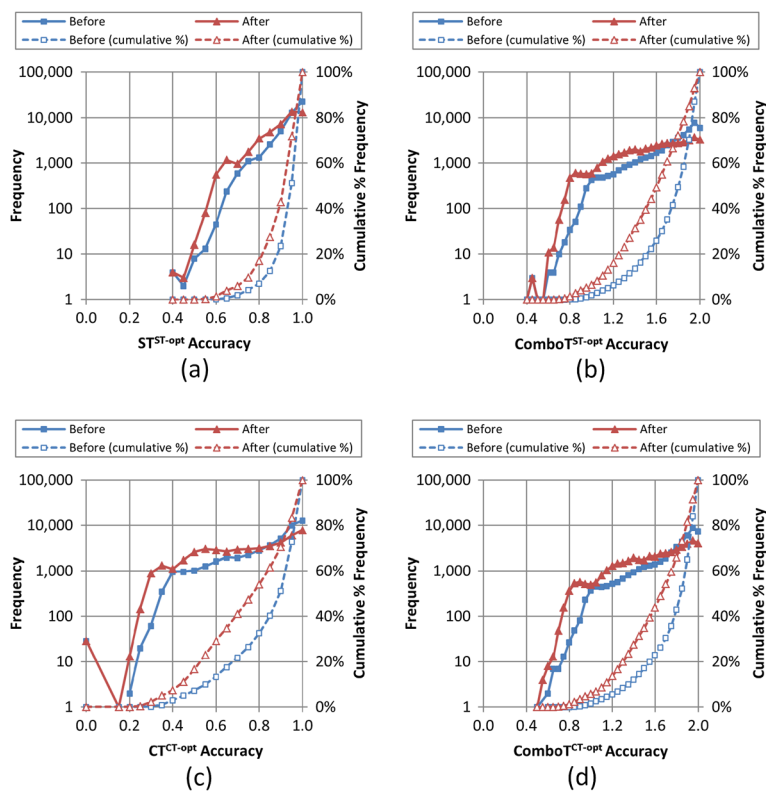 Before
After
Before (cumulative %)
After (cumulative %)
100,000
10,000
1,000
100
10
1
Frequency
100%
80%
60%
40%
20%
0%
Cumulative % Frequency
0.0 0.2 0.4 0.6 0.8 1.0
ST^ST-opt Accuracy
(a)
Before
After
Before (cumulative %)
After (cumulative %)
100,000
10,000
1,000
100
10
1
Frequency
100%
80%
60%
40%
20%
0%
Cumulative % Frequency
0.0 0.4 0.8 1.2 1.6 2.0
ComboT^ST-opt Accuracy
(b)
Before
After
Before (cumulative %)
After (cumulative %)
100,000
10,000
1,000
100
10
1
Frequency
100%
80%
60%
40%
20%
0%
Cumulative % Frequency
0.0 0.2 0.4 0.6 0.8 1.0
CT^CT-opt Accuracy
(c)
Before
After
Before (cumulative %)
After (cumulative %)
100,000
10,000
1,000
100
10
1
Frequency
100%
80%
60%
40%
20%
0%
Cumulative % Frequency
0.0 0.4 0.8 1.2 1.6 2.0
ComboT^CT-opt Accuracy
(d)